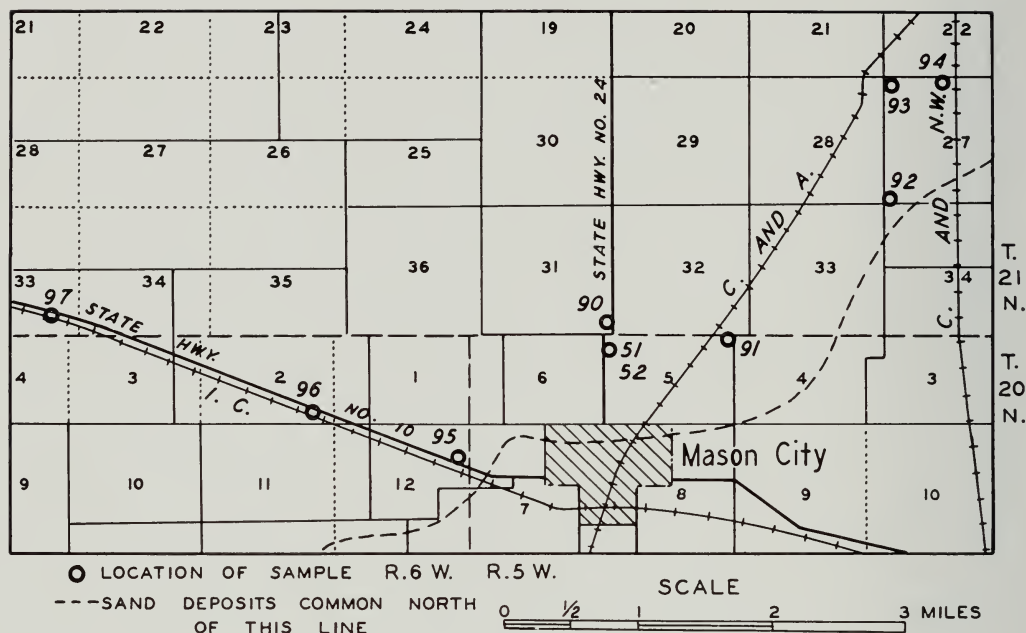 21 22 23 24 19 20 21 22
94
93
STATE HWY. NO. 24
30 29 28 27
28 27 26 25
C. AND A.
C. AND N.W.
92
36 31 32 33 34
33 34 35
T. 21 N.
97
STATE HWY. NO. 10
90
51
52
91
4 3 2 1 6 5 4 3
T. 20 N.
96
I. C.
95
Mason City
9 10 11 12 7 8 9 10
LOCATION OF SAMPLE R.6 W. R.5 W.
SAND DEPOSITS COMMON NORTH
OF THIS LINE
SCALE
0 1/2 1 2 3 MILES